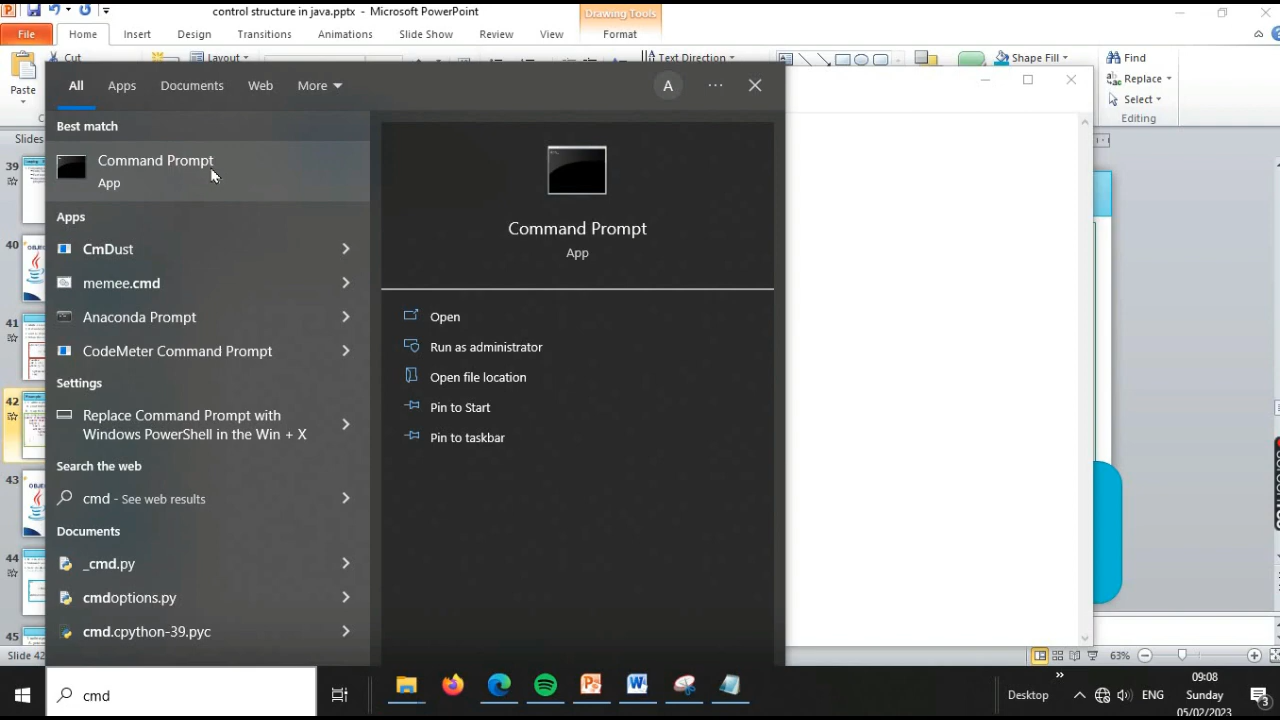 control structure in java.pptx - Microsoft PowerPoint
Drawing Tools
File
Home
Insert
Design
Transitions
Animations
Slide Show
Review
View
Format
Cut
Layout
Text Direction
Shape Fill
Find
Paste
Replace
Select
Editing
All
Apps
Documents
Web
More
A
Best match
Command Prompt
App
Apps
CmDust
memee.cmd
Anaconda Prompt
CodeMeter Command Prompt
Settings
Replace Command Prompt with
Windows PowerShell in the Win + X
Search the web
cmd - See web results
Documents
_cmd.py
cmdoptions.py
cmd.cpython-39.pyc
Command Prompt
App
Open
Run as administrator
Open file location
Pin to Start
Pin to taskbar
Slides
39
40
41
42
43
44
45
Slide 42
63%
cmd
Desktop
ENG
09:08
Sunday
05/02/2023
3